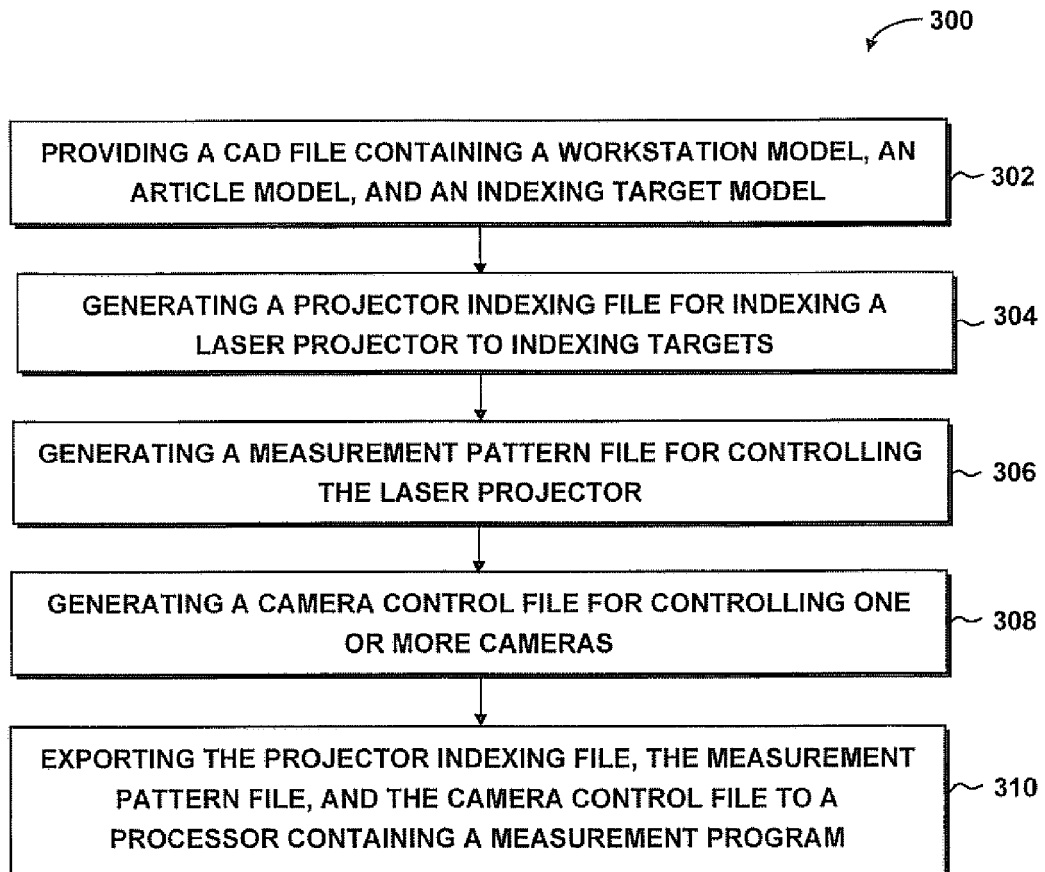 300
PROVIDING A CAD FILE CONTAINING A WORKSTATION MODEL, AN
ARTICLE MODEL, AND AN INDEXING TARGET MODEL
302
GENERATING A PROJECTOR INDEXING FILE FOR INDEXING A
LASER PROJECTOR TO INDEXING TARGETS
304
GENERATING A MEASUREMENT PATTERN FILE FOR CONTROLLING
THE LASER PROJECTOR
306
GENERATING A CAMERA CONTROL FILE FOR CONTROLLING ONE
OR MORE CAMERAS
308
EXPORTING THE PROJECTOR INDEXING FILE, THE MEASUREMENT
PATTERN FILE, AND THE CAMERA CONTROL FILE TO A
PROCESSOR CONTAINING A MEASUREMENT PROGRAM
310